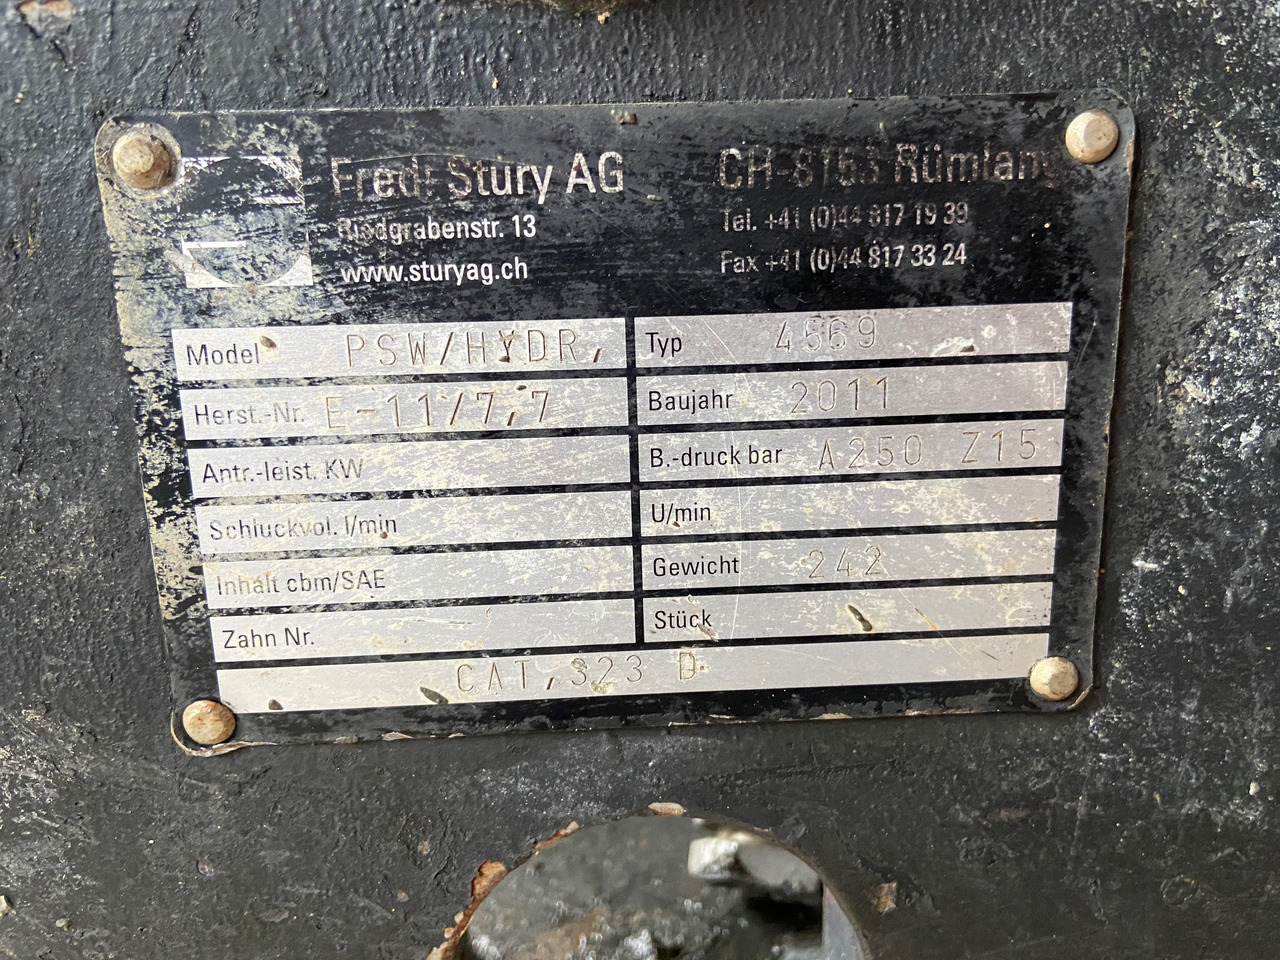 Fredi Stury AG
Riedgrabenstr. 13
www.sturyag.ch
CH-8153 Rümlang
Tel. +41 (0)44 817 19 39
Fax +41 (0)44 817 33 24
Model PSW/HYDR, Typ 4569
Herst.-Nr. E-11/7,7 Baujahr 2011
Antr.-leist. KW B.-druck bar A250 Z15
Schluckvol. l/min U/min
Inhalt cbm/SAE Gewicht 242
Zahn Nr. Stück
CAT,323 D